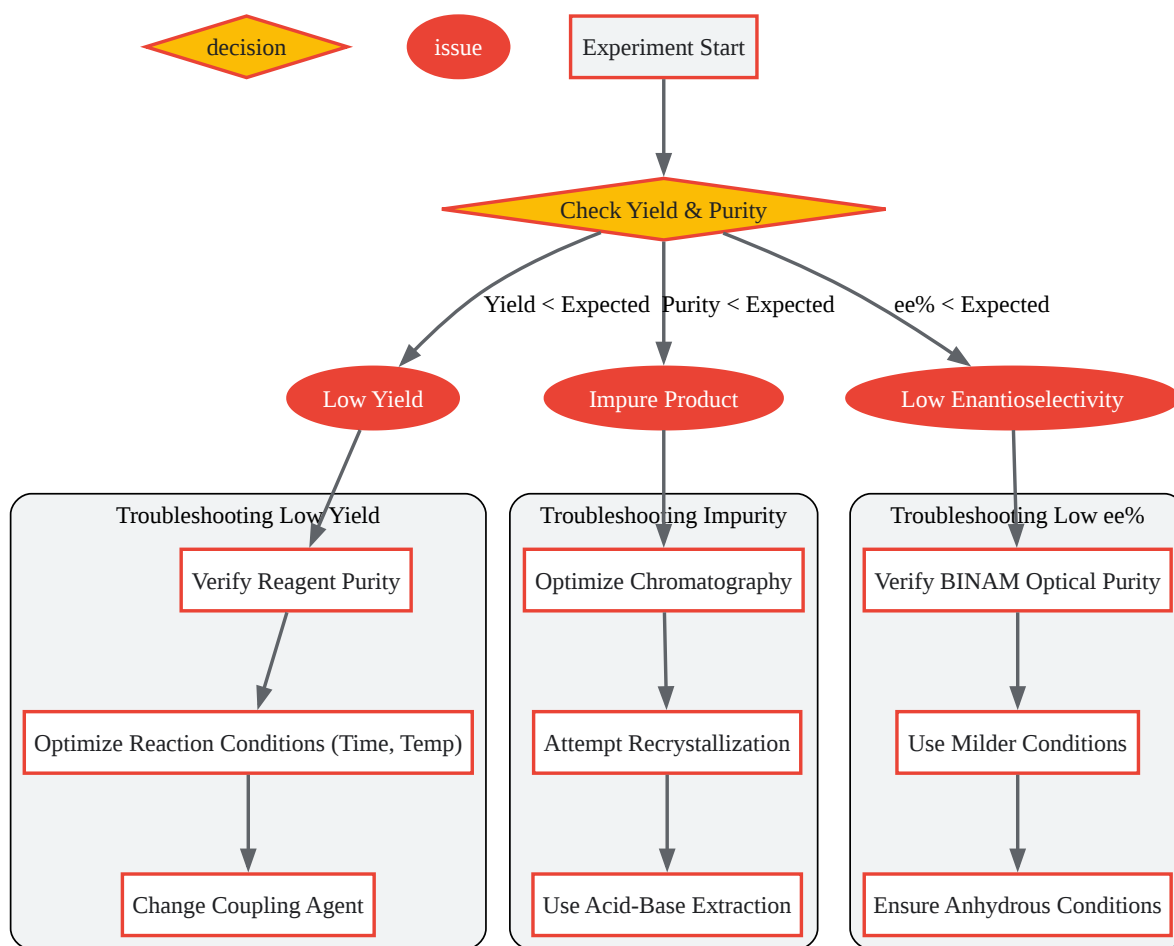 decision
issue
Experiment Start
Check Yield & Purity
Yield < Expected
Purity < Expected
ee% < Expected
Low Yield
Impure Product
Low Enantioselectivity
Troubleshooting Low Yield
Troubleshooting Impurity
Troubleshooting Low ee%
Verify Reagent Purity
Optimize Chromatography
Verify BINAM Optical Purity
Optimize Reaction Conditions (Time, Temp)
Attempt Recrystallization
Use Milder Conditions
Change Coupling Agent
Use Acid-Base Extraction
Ensure Anhydrous Conditions